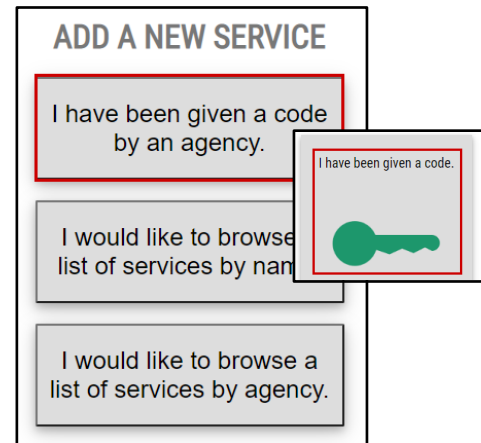 ADD A NEW SERVICE
I have been given a code
by an agency.
I have been given a code.
I would like to browse
list of services by nam
I would like to browse a
list of services by agency.